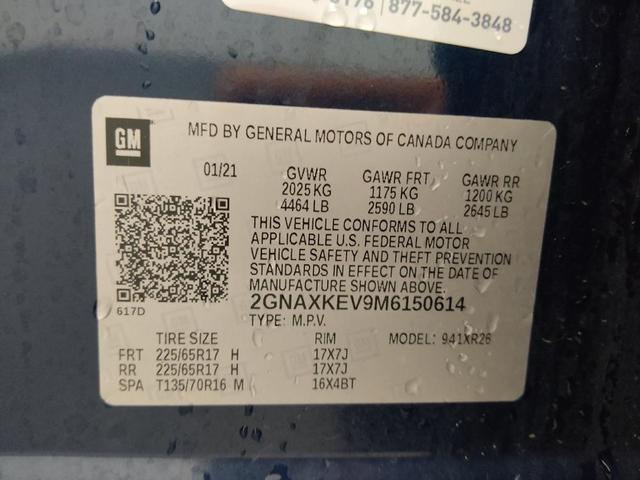 877-584-3848
GM
MFD BY GENERAL MOTORS OF CANADA COMPANY
01/21 GVWR GAWR FRT GAWR RR
2025 KG 1175 KG 1200 KG
4464 LB 2590 LB 2645 LB
THIS VEHICLE CONFORMS TO ALL
APPLICABLE U.S. FEDERAL MOTOR
VEHICLE SAFETY AND THEFT PREVENTION
STANDARDS IN EFFECT ON THE DATE OF
MANUFACTURE SHOWN ABOVE.
617D
2GNAXKEV9M6150614
TYPE: M.P.V. MODEL: 941XR26
TIRE SIZE RIM
FRT 225/65R17 H 17X7J
RR 225/65R17 H 17X7J
SPA T135/70R16 M 16X4BT